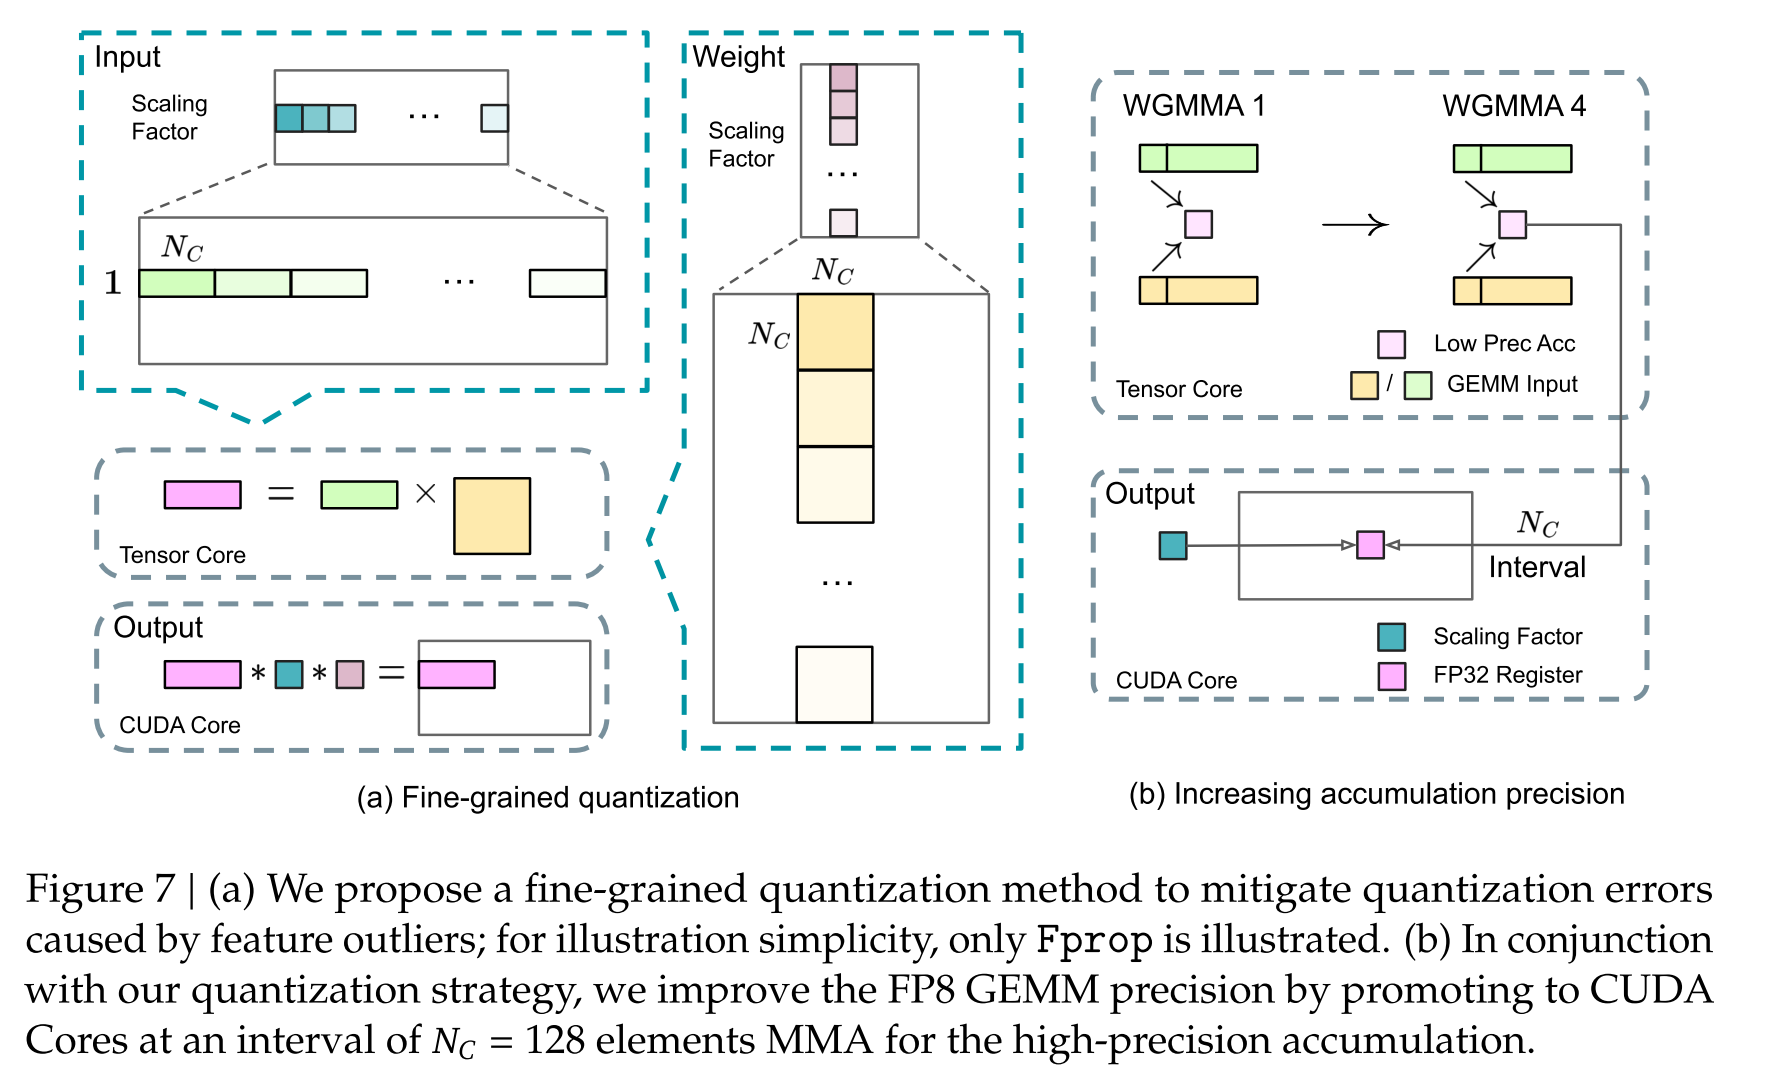 Input
Scaling
Factor
...
N_C
1
...
Tensor Core
= ×
Output
* * =
CUDA Core
Weight
Scaling
Factor
...
N_C
N_C
...
(a) Fine-grained quantization
WGMMA 1
WGMMA 4
Low Prec Acc
/ GEMM Input
Tensor Core
Output
N_C
Interval
Scaling Factor
FP32 Register
CUDA Core
(b) Increasing accumulation precision
Figure 7 | (a) We propose a fine-grained quantization method to mitigate quantization errors
caused by feature outliers; for illustration simplicity, only Fprop is illustrated. (b) In conjunction
with our quantization strategy, we improve the FP8 GEMM precision by promoting to CUDA
Cores at an interval of N_C = 128 elements MMA for the high-precision accumulation.